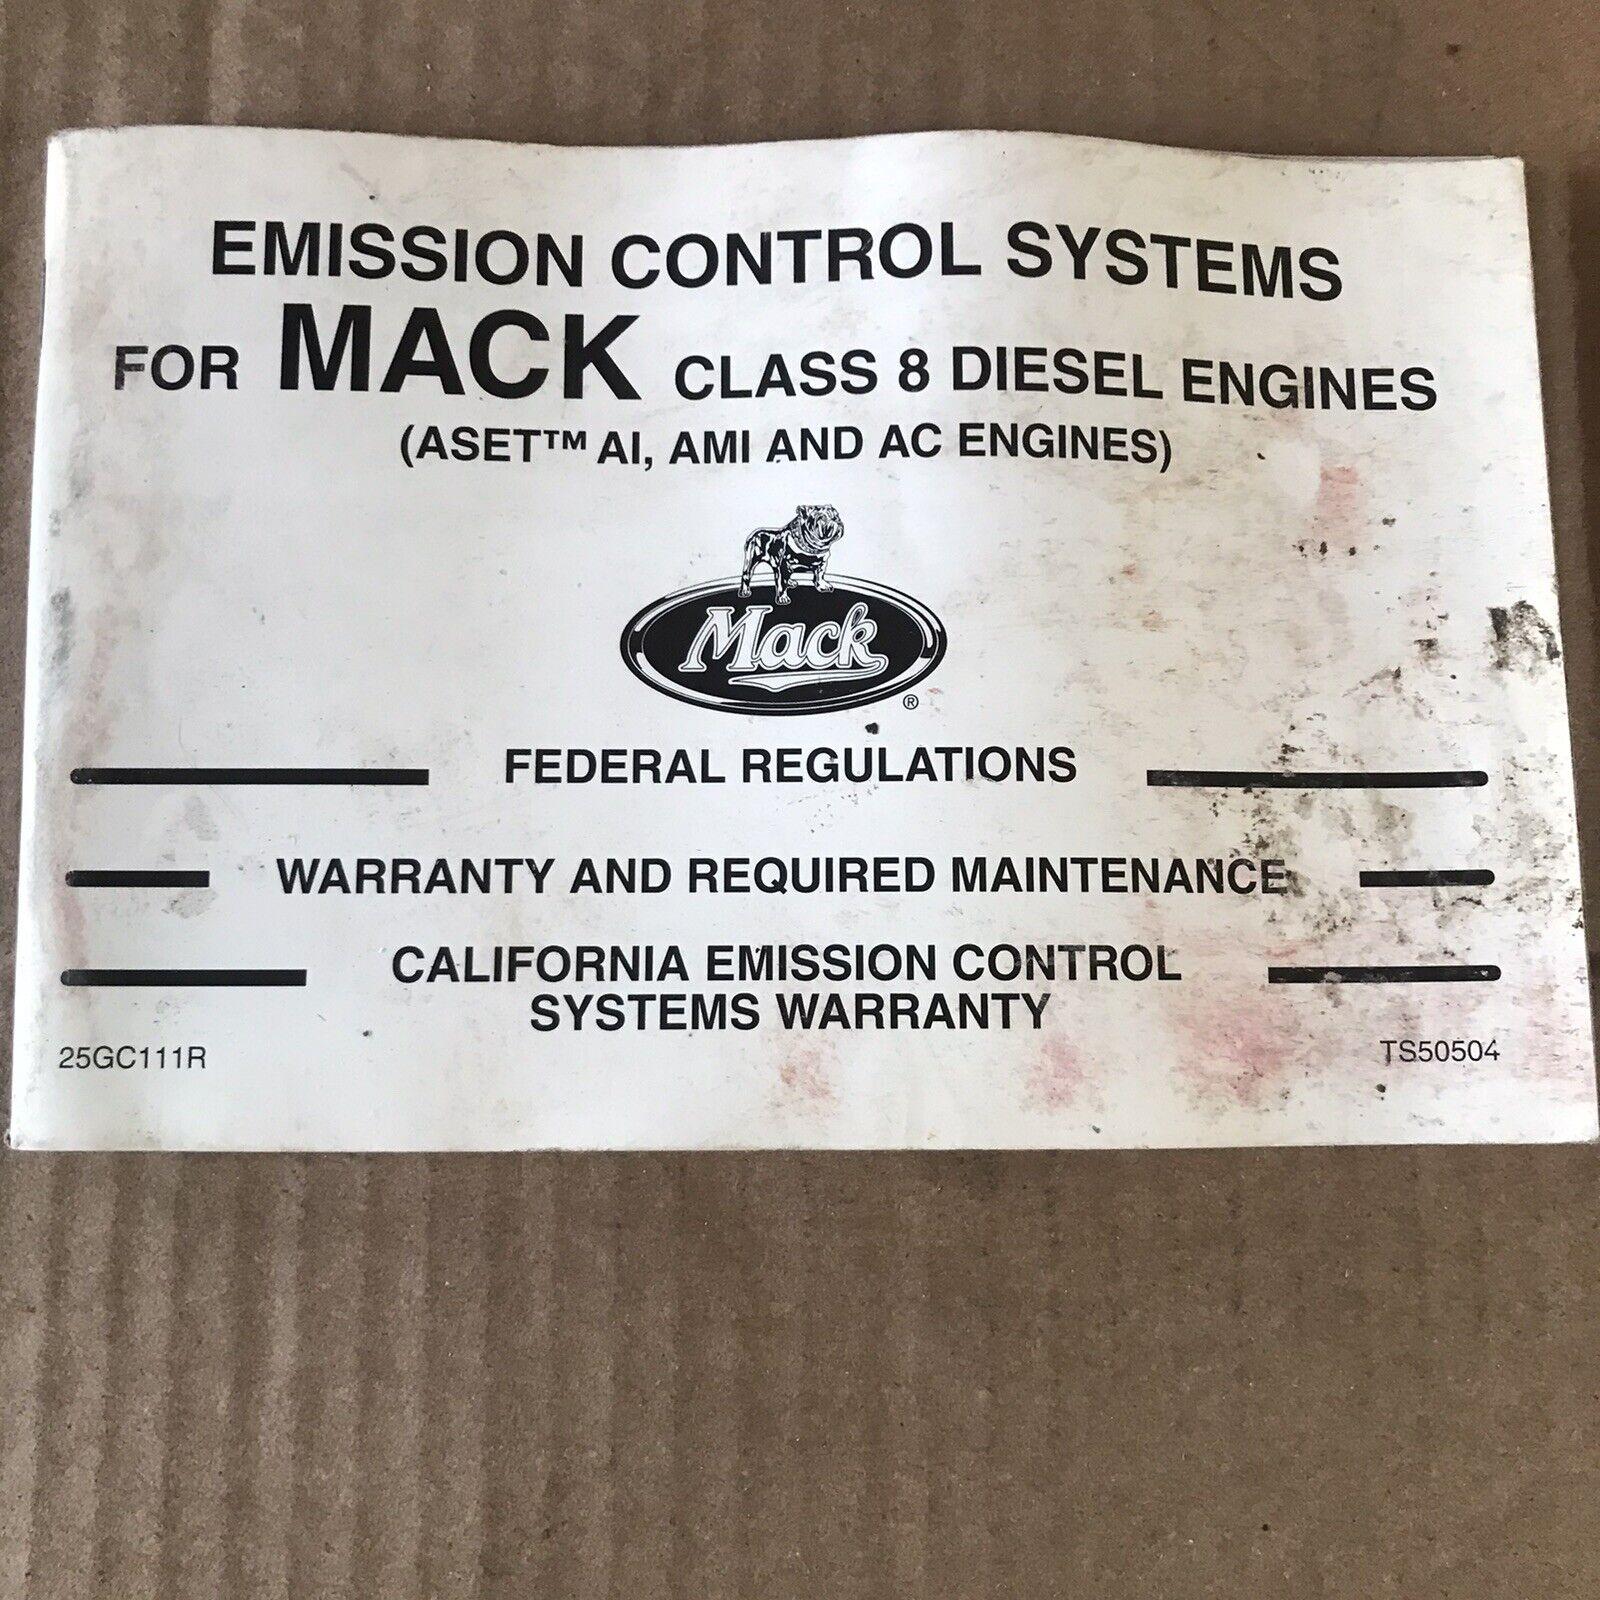 EMISSION CONTROL SYSTEMS
FOR MACK CLASS 8 DIESEL ENGINES
(ASET™ AI, AMI AND AC ENGINES)
Mack
®
FEDERAL REGULATIONS
WARRANTY AND REQUIRED MAINTENANCE
CALIFORNIA EMISSION CONTROL
SYSTEMS WARRANTY
25GC111R
TS50504